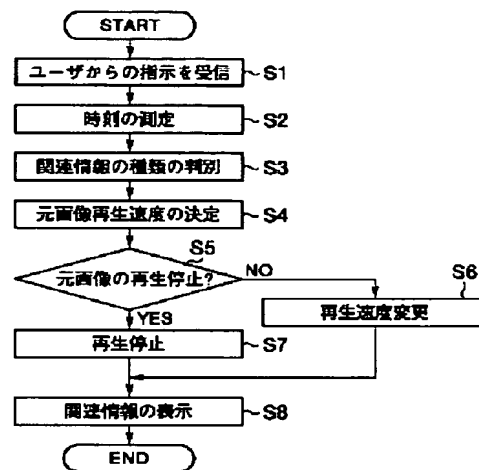 START
ユーザからの指示を受信 S1
時刻の測定 S2
関連情報の種類の判別 S3
元画像再生速度の決定 S4
S5
元画像の再生停止? NO
S6
再生速度変更
YES
再生停止 S7
関連情報の表示 S8
END